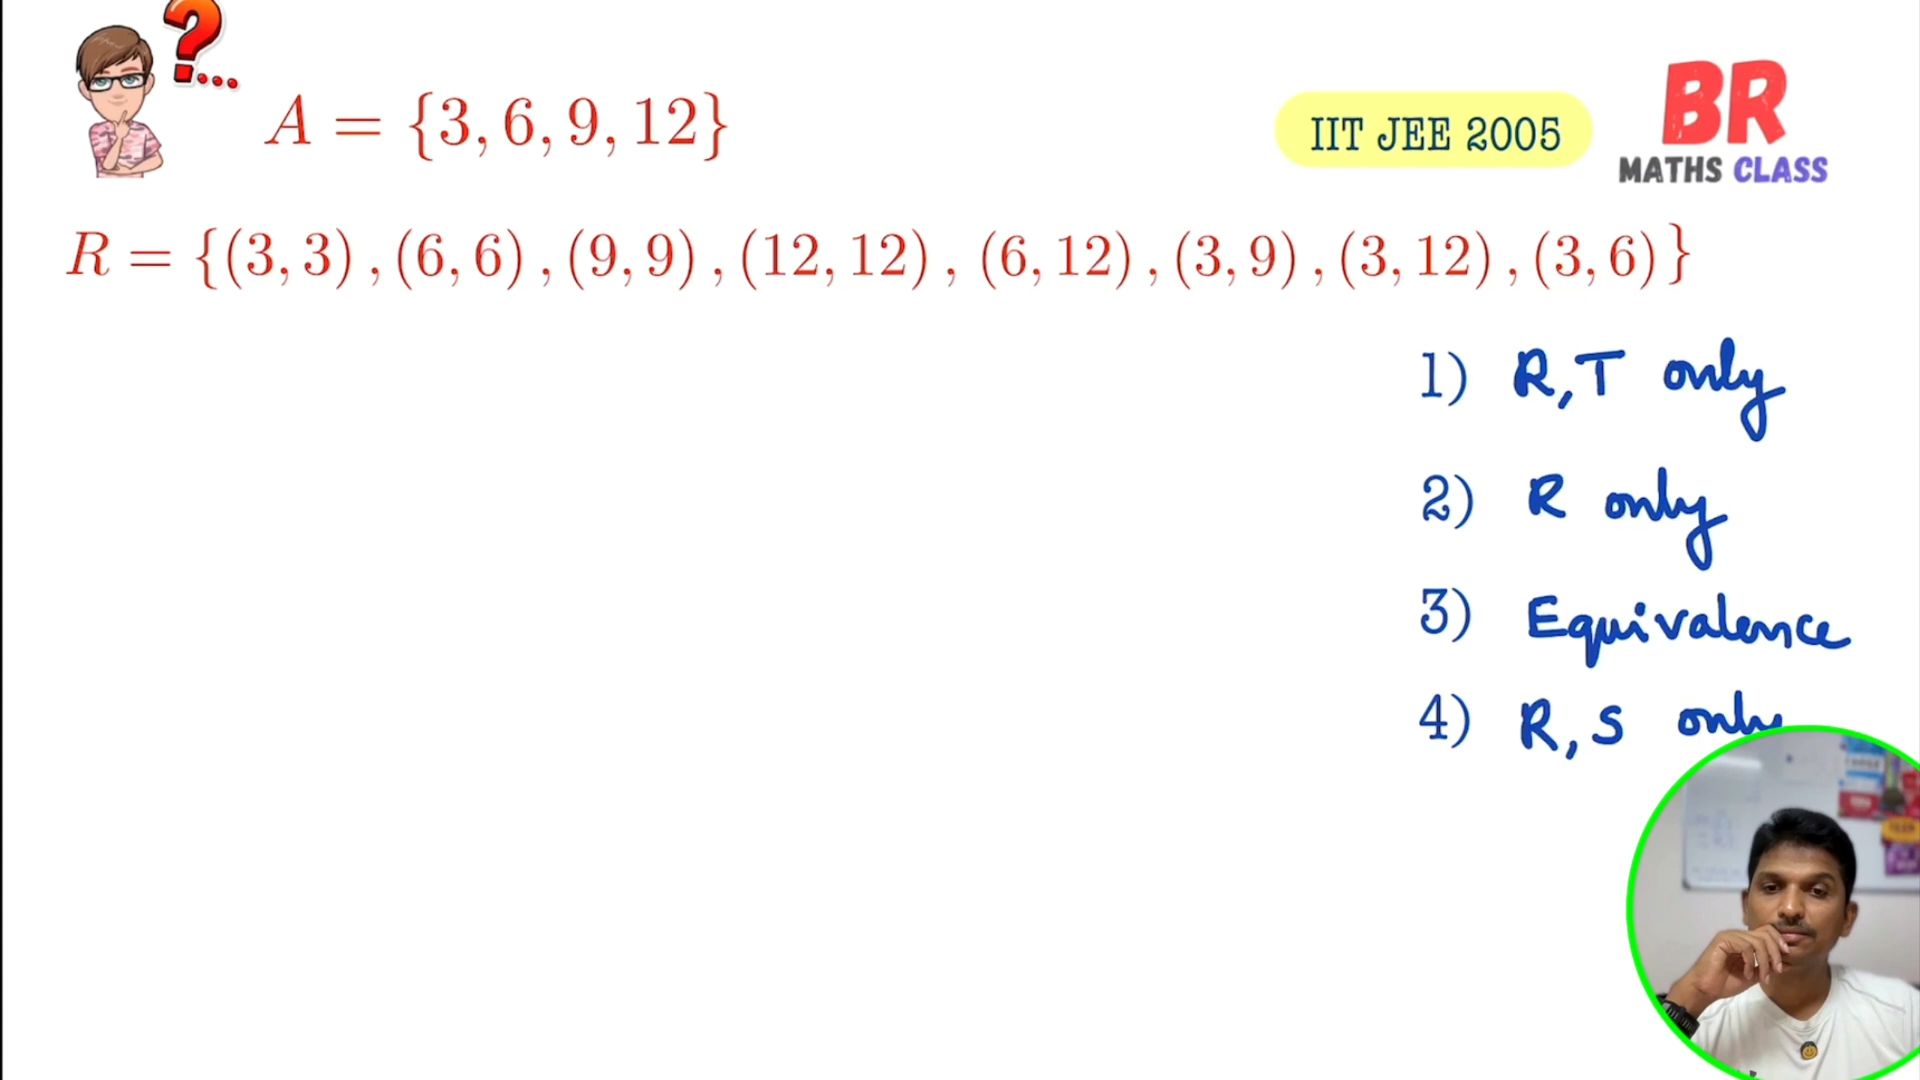 ?...
A = {3, 6, 9, 12}
IIT JEE 2005
BR
MATHS CLASS
R = {(3, 3) , (6, 6) , (9, 9) , (12, 12) , (6, 12) , (3, 9) , (3, 12) , (3, 6)}
1) R, T only
2) R only
3) Equivalence
4) R, S only